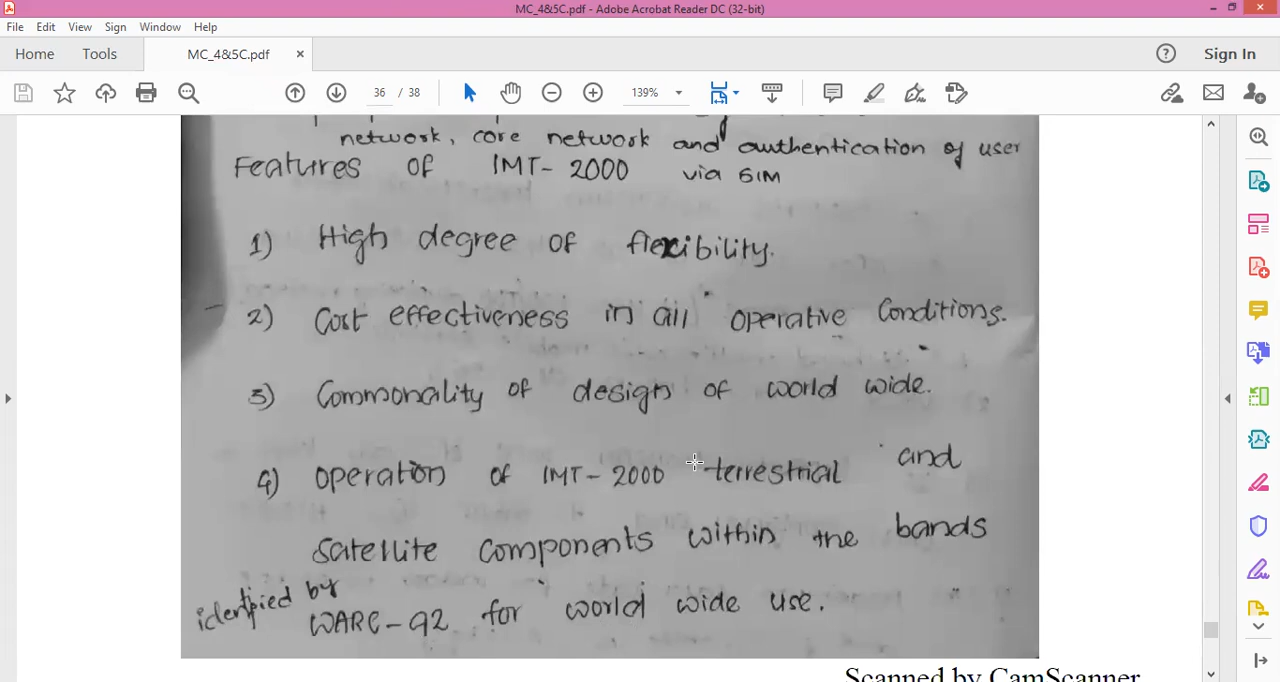 MC_4&5C.pdf - Adobe Acrobat Reader DC (32-bit)
File Edit View Sign Window Help
Home Tools MC_4&5C.pdf × Sign In
36 / 38 139%
network, core network and authentication of user
Features of IMT-2000 via SIM
1) High degree of flexibility.
2) Cost effectiveness in all operative Conditions.
3) Commonality of design of world wide.
4) Operation of IMT-2000 terrestrial and
Satellite components within the bands
identified by
WARC-92 for world wide use.
Scanned by CamScanner